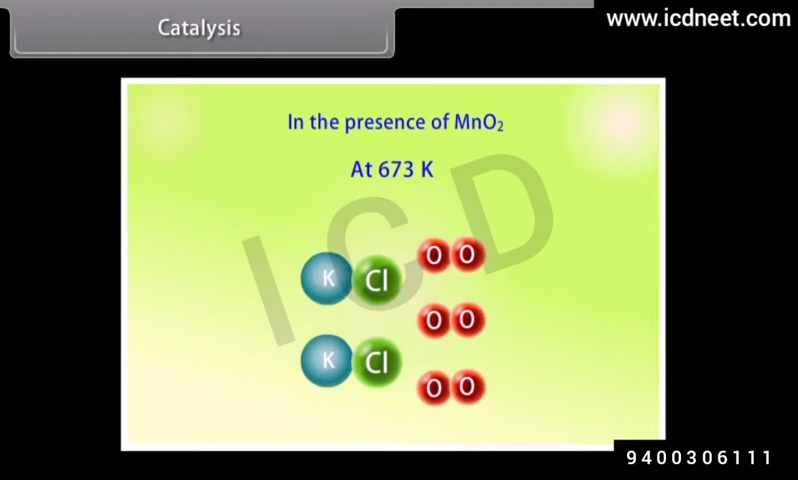 Catalysis
www.icdneet.com
In the presence of MnO₂
At 673 K
ICD
O O
K Cl
O O
K Cl
O O
9400306111